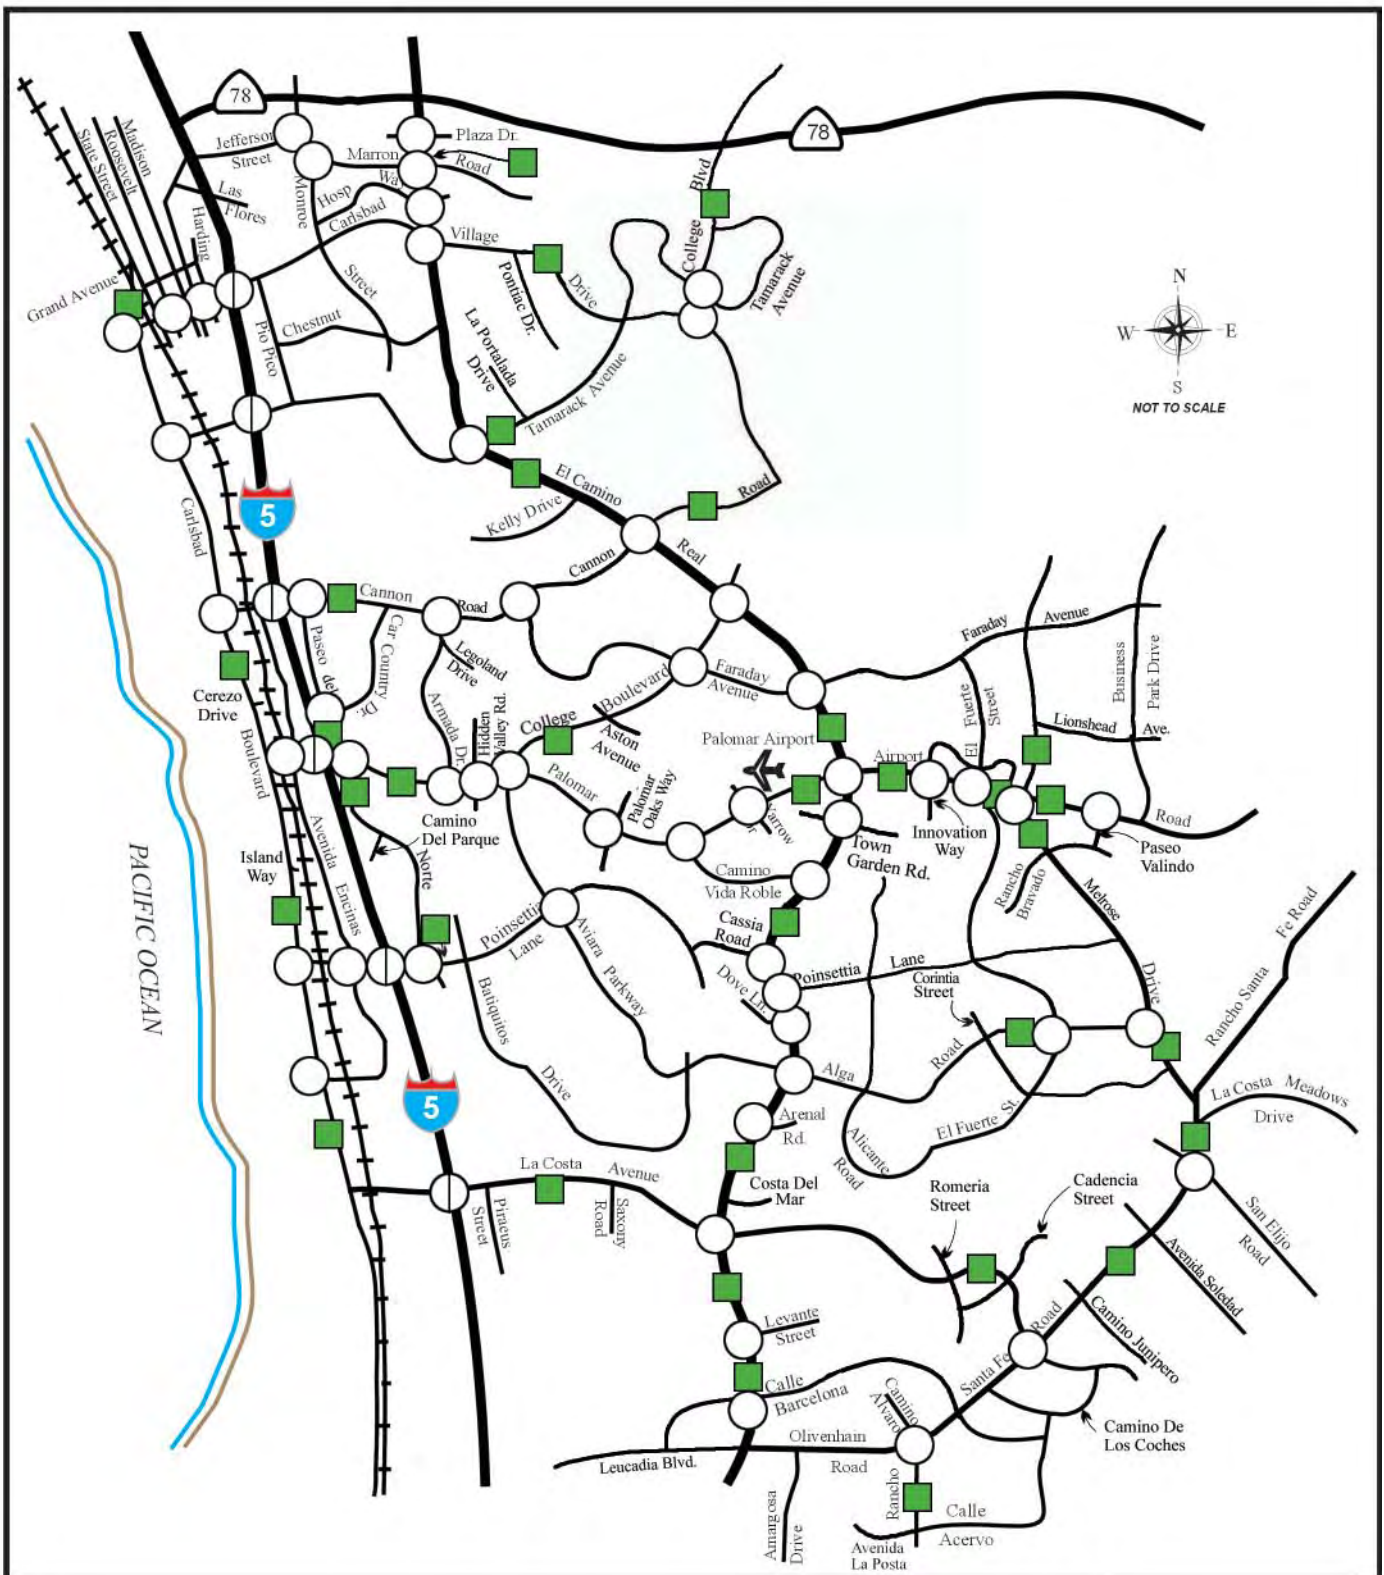 78
78
Plaza Dr.
Jefferson
Street
Marron
Road
Way
Hosp
Las
Flores
Monroe
Street
Carlsbad
Madison
Roosevelt
State Street
Harding
Blvd
College
Village
Drive
Pontiac Dr.
Tamarack
Avenue
Grand Avenue
Pio Pico
Chestnut
La Portalada
Drive
Tamarack Avenue
N
W
E
S
NOT TO SCALE
El Camino
Real
Kelly Drive
Road
5
Carlsbad
Boulevard
Cannon
Cannon
Road
Paseo del
Norte
Car Country Dr.
Legoland
Drive
Armada Dr.
Hidden
Valley Rd.
College
Boulevard
Faraday
Avenue
Aston
Avenue
Faraday
Avenue
El Fuerte
Street
Business
Park Drive
Lionshead
Ave.
Cerezo
Drive
Palomar Airport
Airport
Road
Palomar
Palomar
Oaks Way
Camino
Del Parque
Innovation
Way
Paseo
Valindo
Town
Garden Rd.
Island
Way
Avenida
Encinas
Camino
Vida Roble
Rancho
Bravado
Melrose
Drive
PACIFIC OCEAN
Poinsettia
Lane
Aviara
Parkway
Cassia
Road
Dove Ln.
Poinsettia
Lane
Corintia
Street
Rancho Santa
Fe Road
Batiquitos
Drive
Alga
Road
5
Arenal
Rd.
Alicante
Road
El Fuerte St.
La Costa
Meadows
Drive
La Costa
Avenue
Piraeus
Street
Saxony
Road
Costa Del
Mar
Romeria
Street
Cadencia
Street
San Elijo
Road
Avenida Soledad
Camino Junipero
Levante
Street
Calle
Barcelona
Camino
Alvaro
Santa Fe
Road
Camino De
Los Coches
Leucadia Blvd.
Olivenhain
Road
Rancho
Amargosa
Drive
Calle
Acervo
Avenida
La Posta